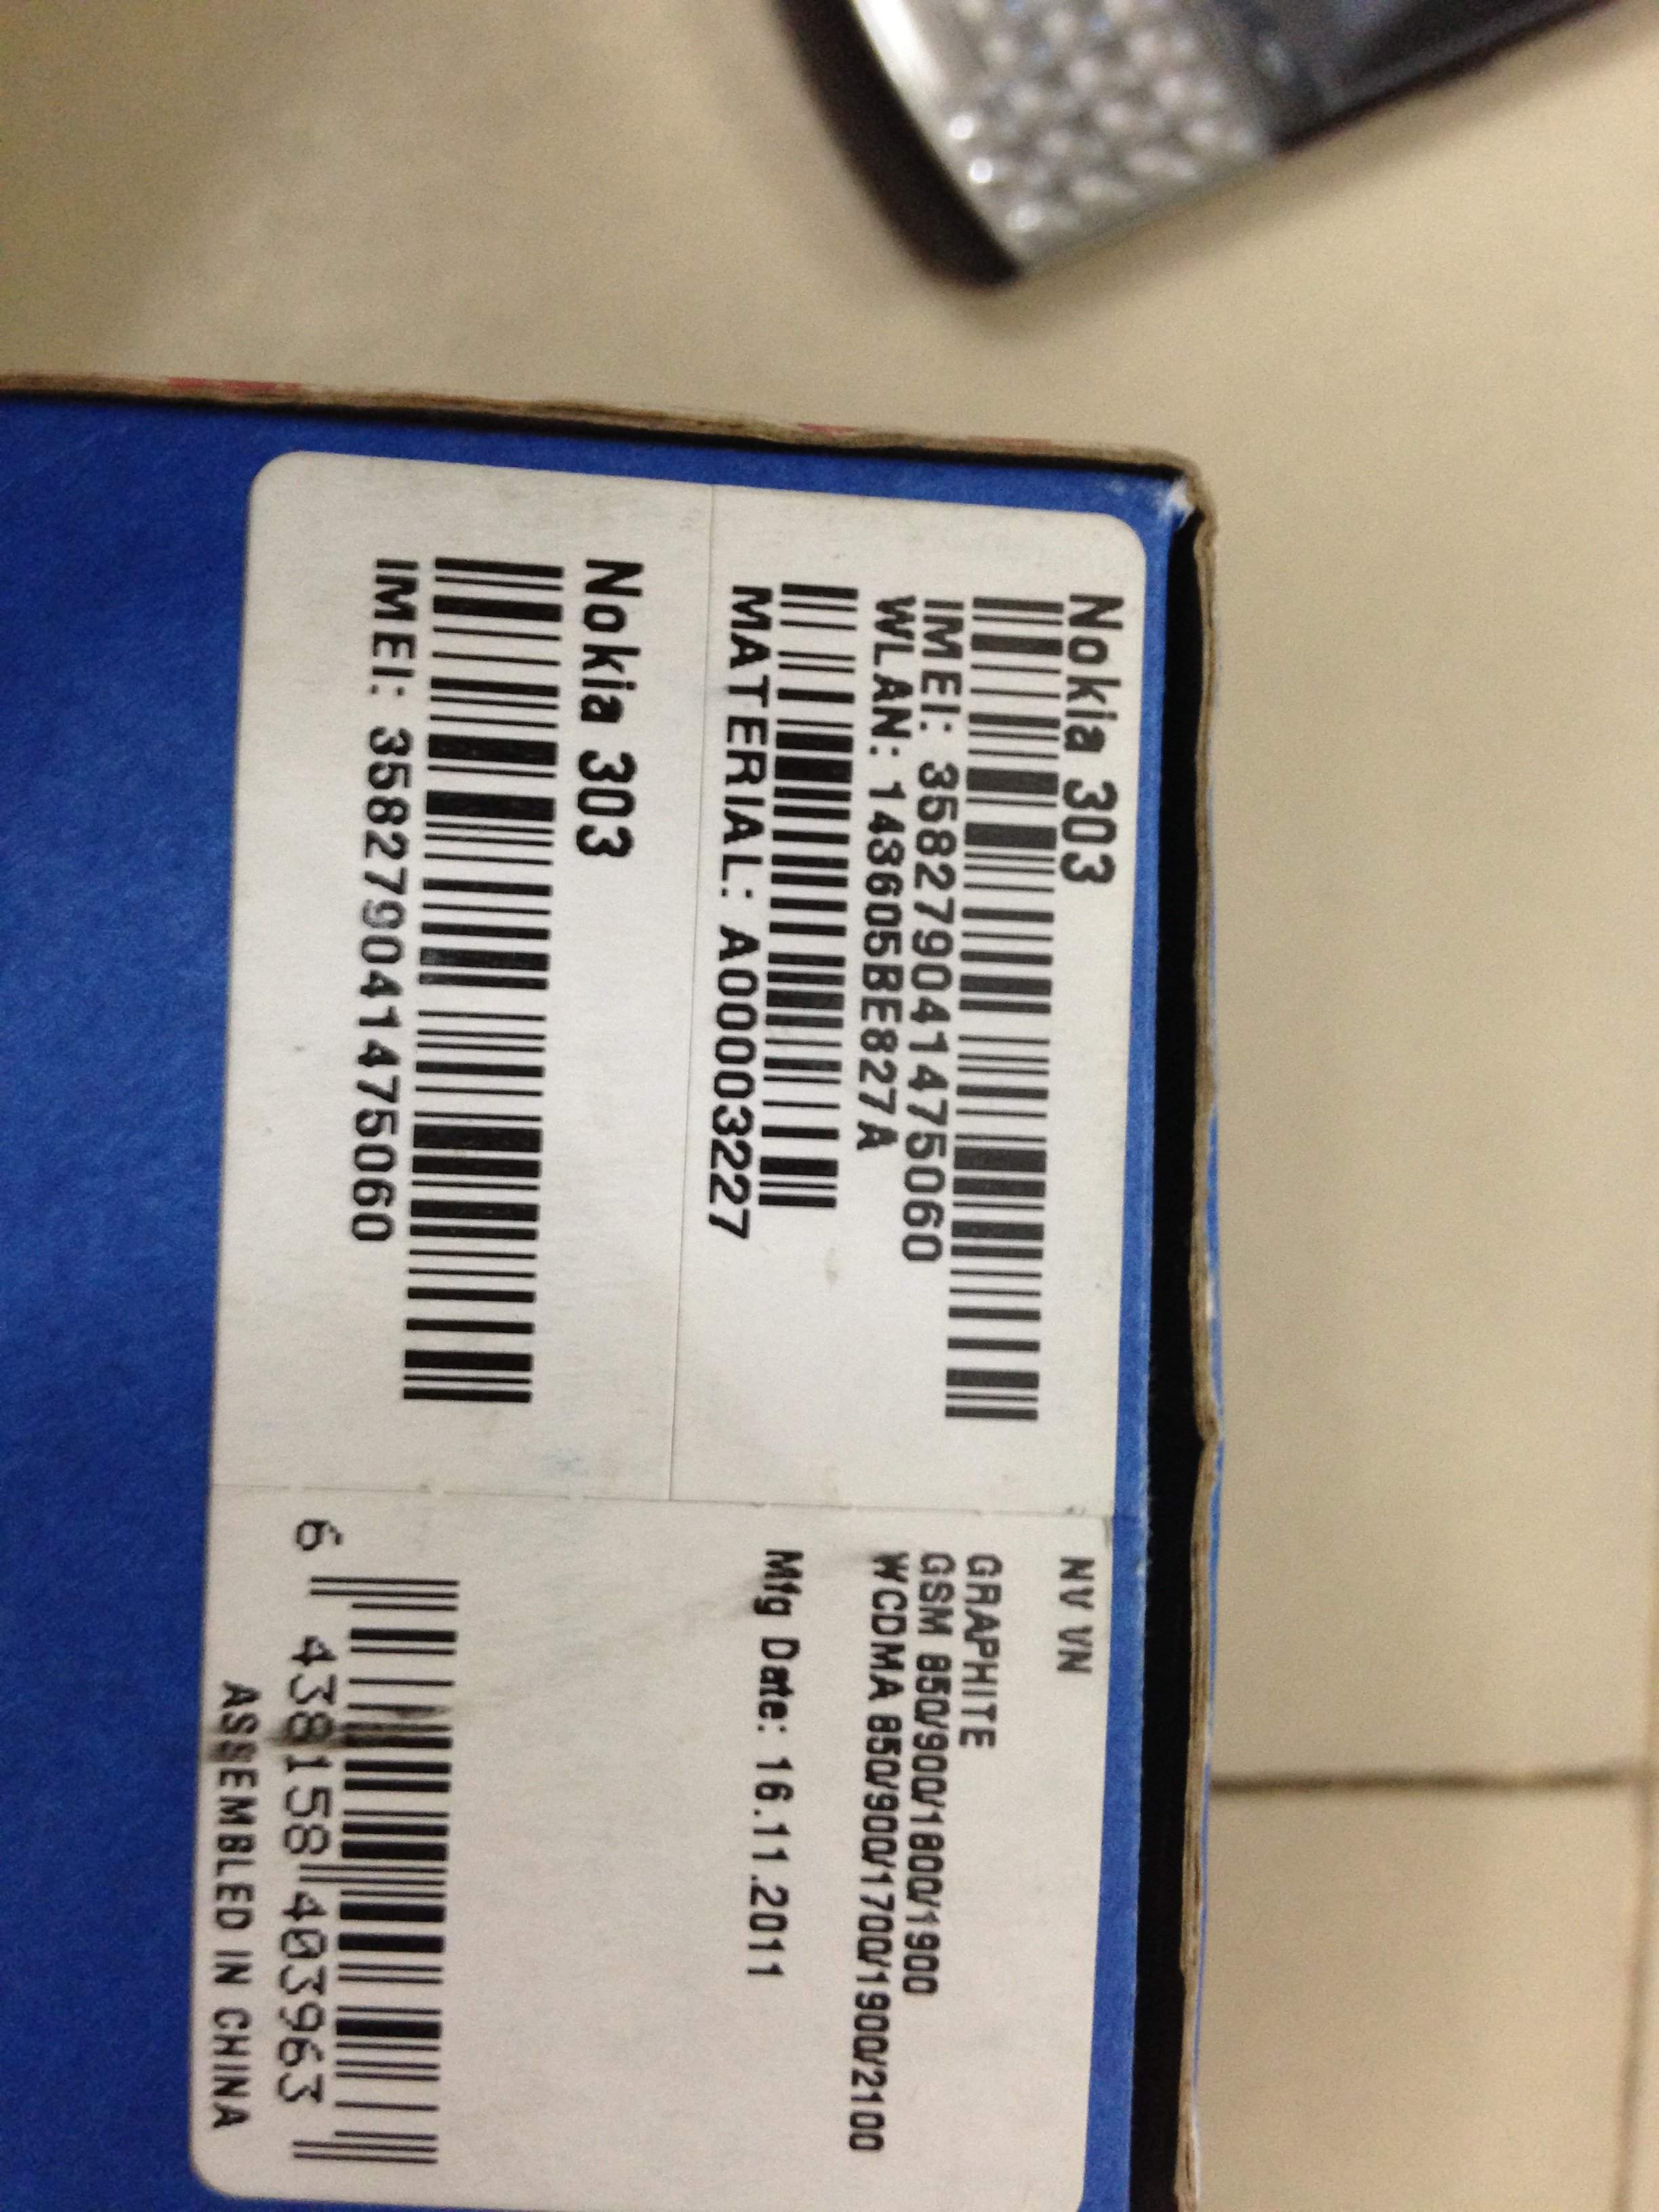 Nokia 303
IMEI: 358279041475060
WLAN: 143605BE827A
MATERIAL: A00003227
Nokia 303
IMEI: 358279041475060
NV VN
GRAPHITE
GSM 850/900/1800/1900
WCDMA 850/900/1700/1900/2100
Mfg Date: 16.11.2011
6 438158 403963
ASSEMBLED IN CHINA